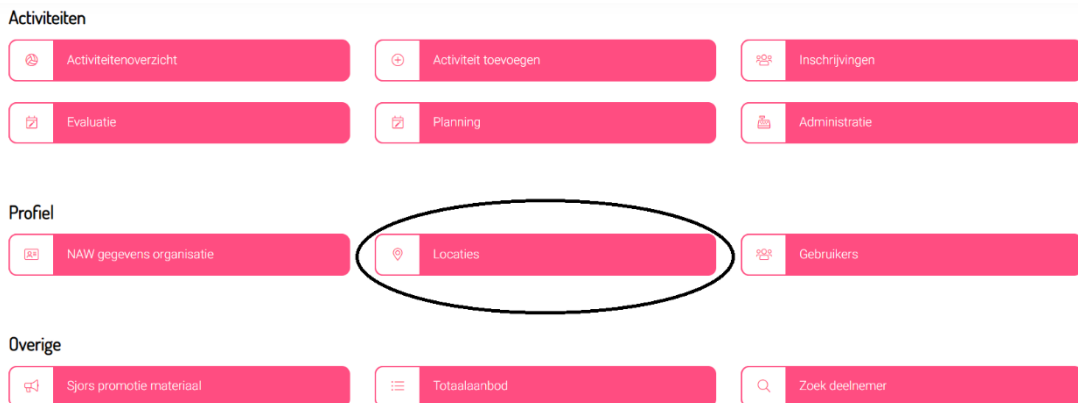 Activiteiten
Activiteitenoverzicht
Activiteit toevoegen
Inschrijvingen
Evaluatie
Planning
Administratie
Profiel
NAW gegevens organisatie
Locaties
Gebruikers
Overige
Sjors promotie materiaal
Totaalaanbod
Zoek deelnemer